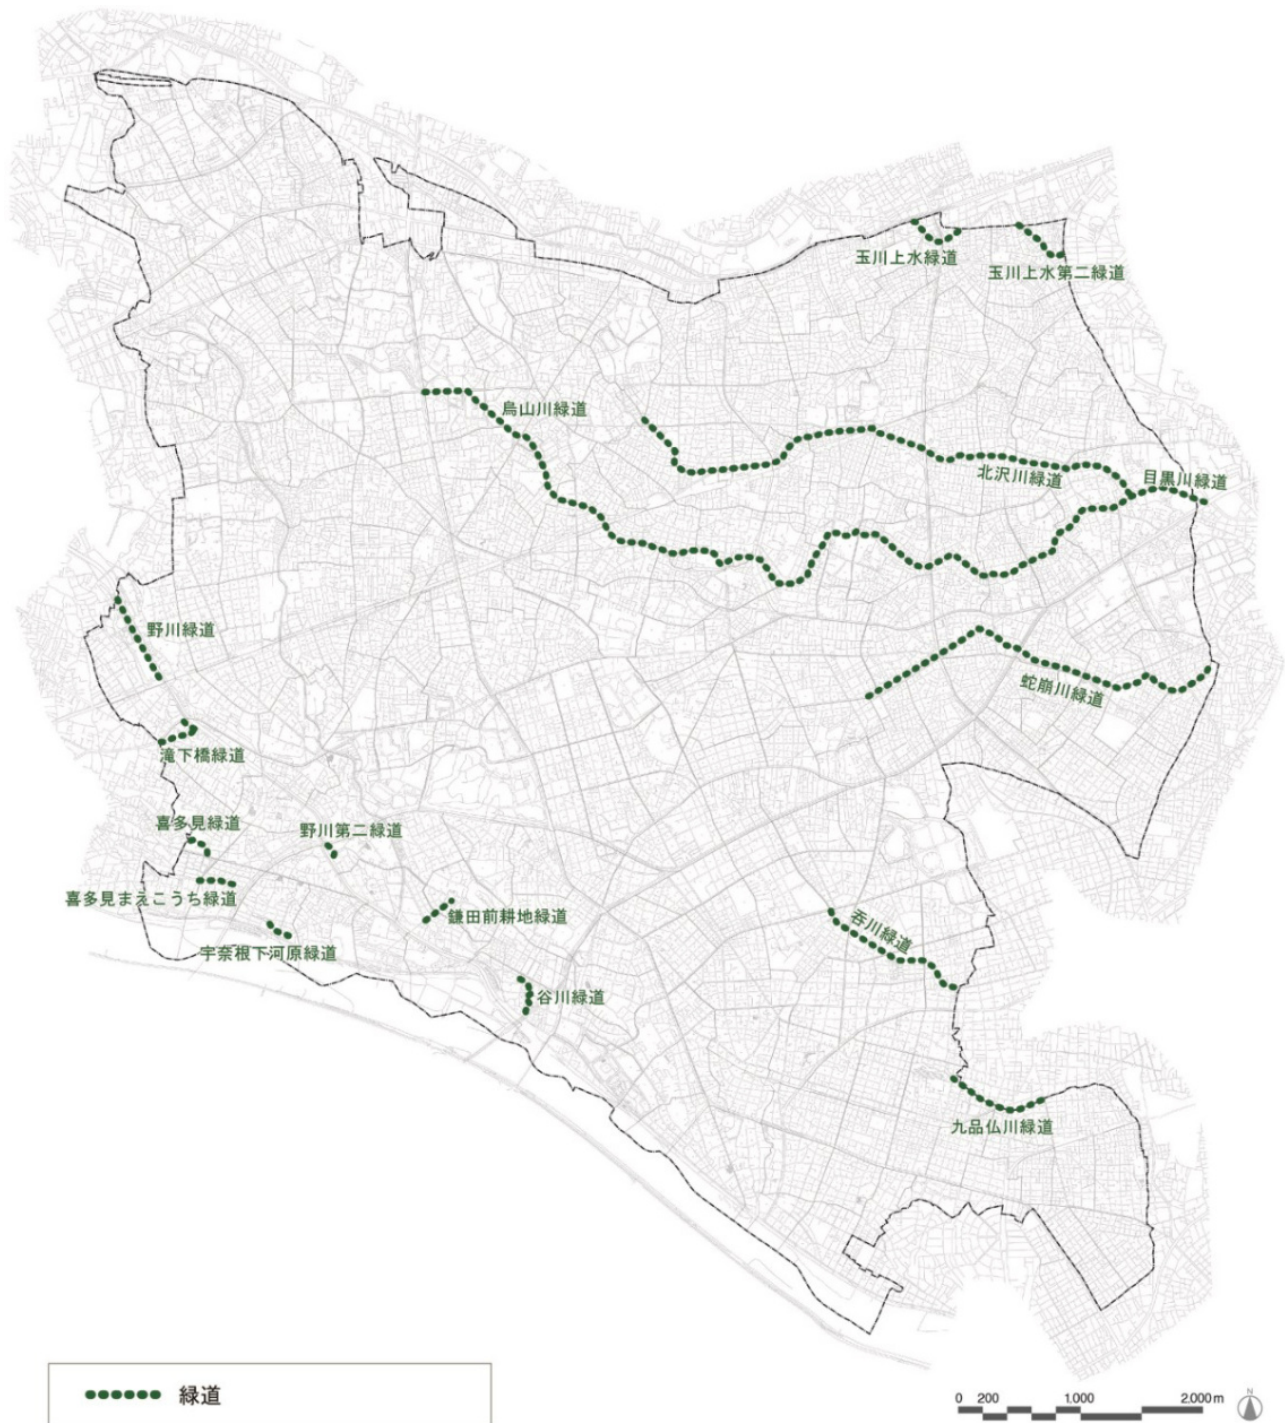 玉川上水緑道
玉川上水第二緑道
烏山川緑道
北沢川緑道
目黒川緑道
野川緑道
蛇崩川緑道
滝下橋緑道
喜多見緑道
野川第二緑道
喜多見まえこうち緑道
鎌田前耕地緑道
呑川緑道
宇奈根下河原緑道
谷川緑道
九品仏川緑道
緑道
0 200 1,000 2,000m
N